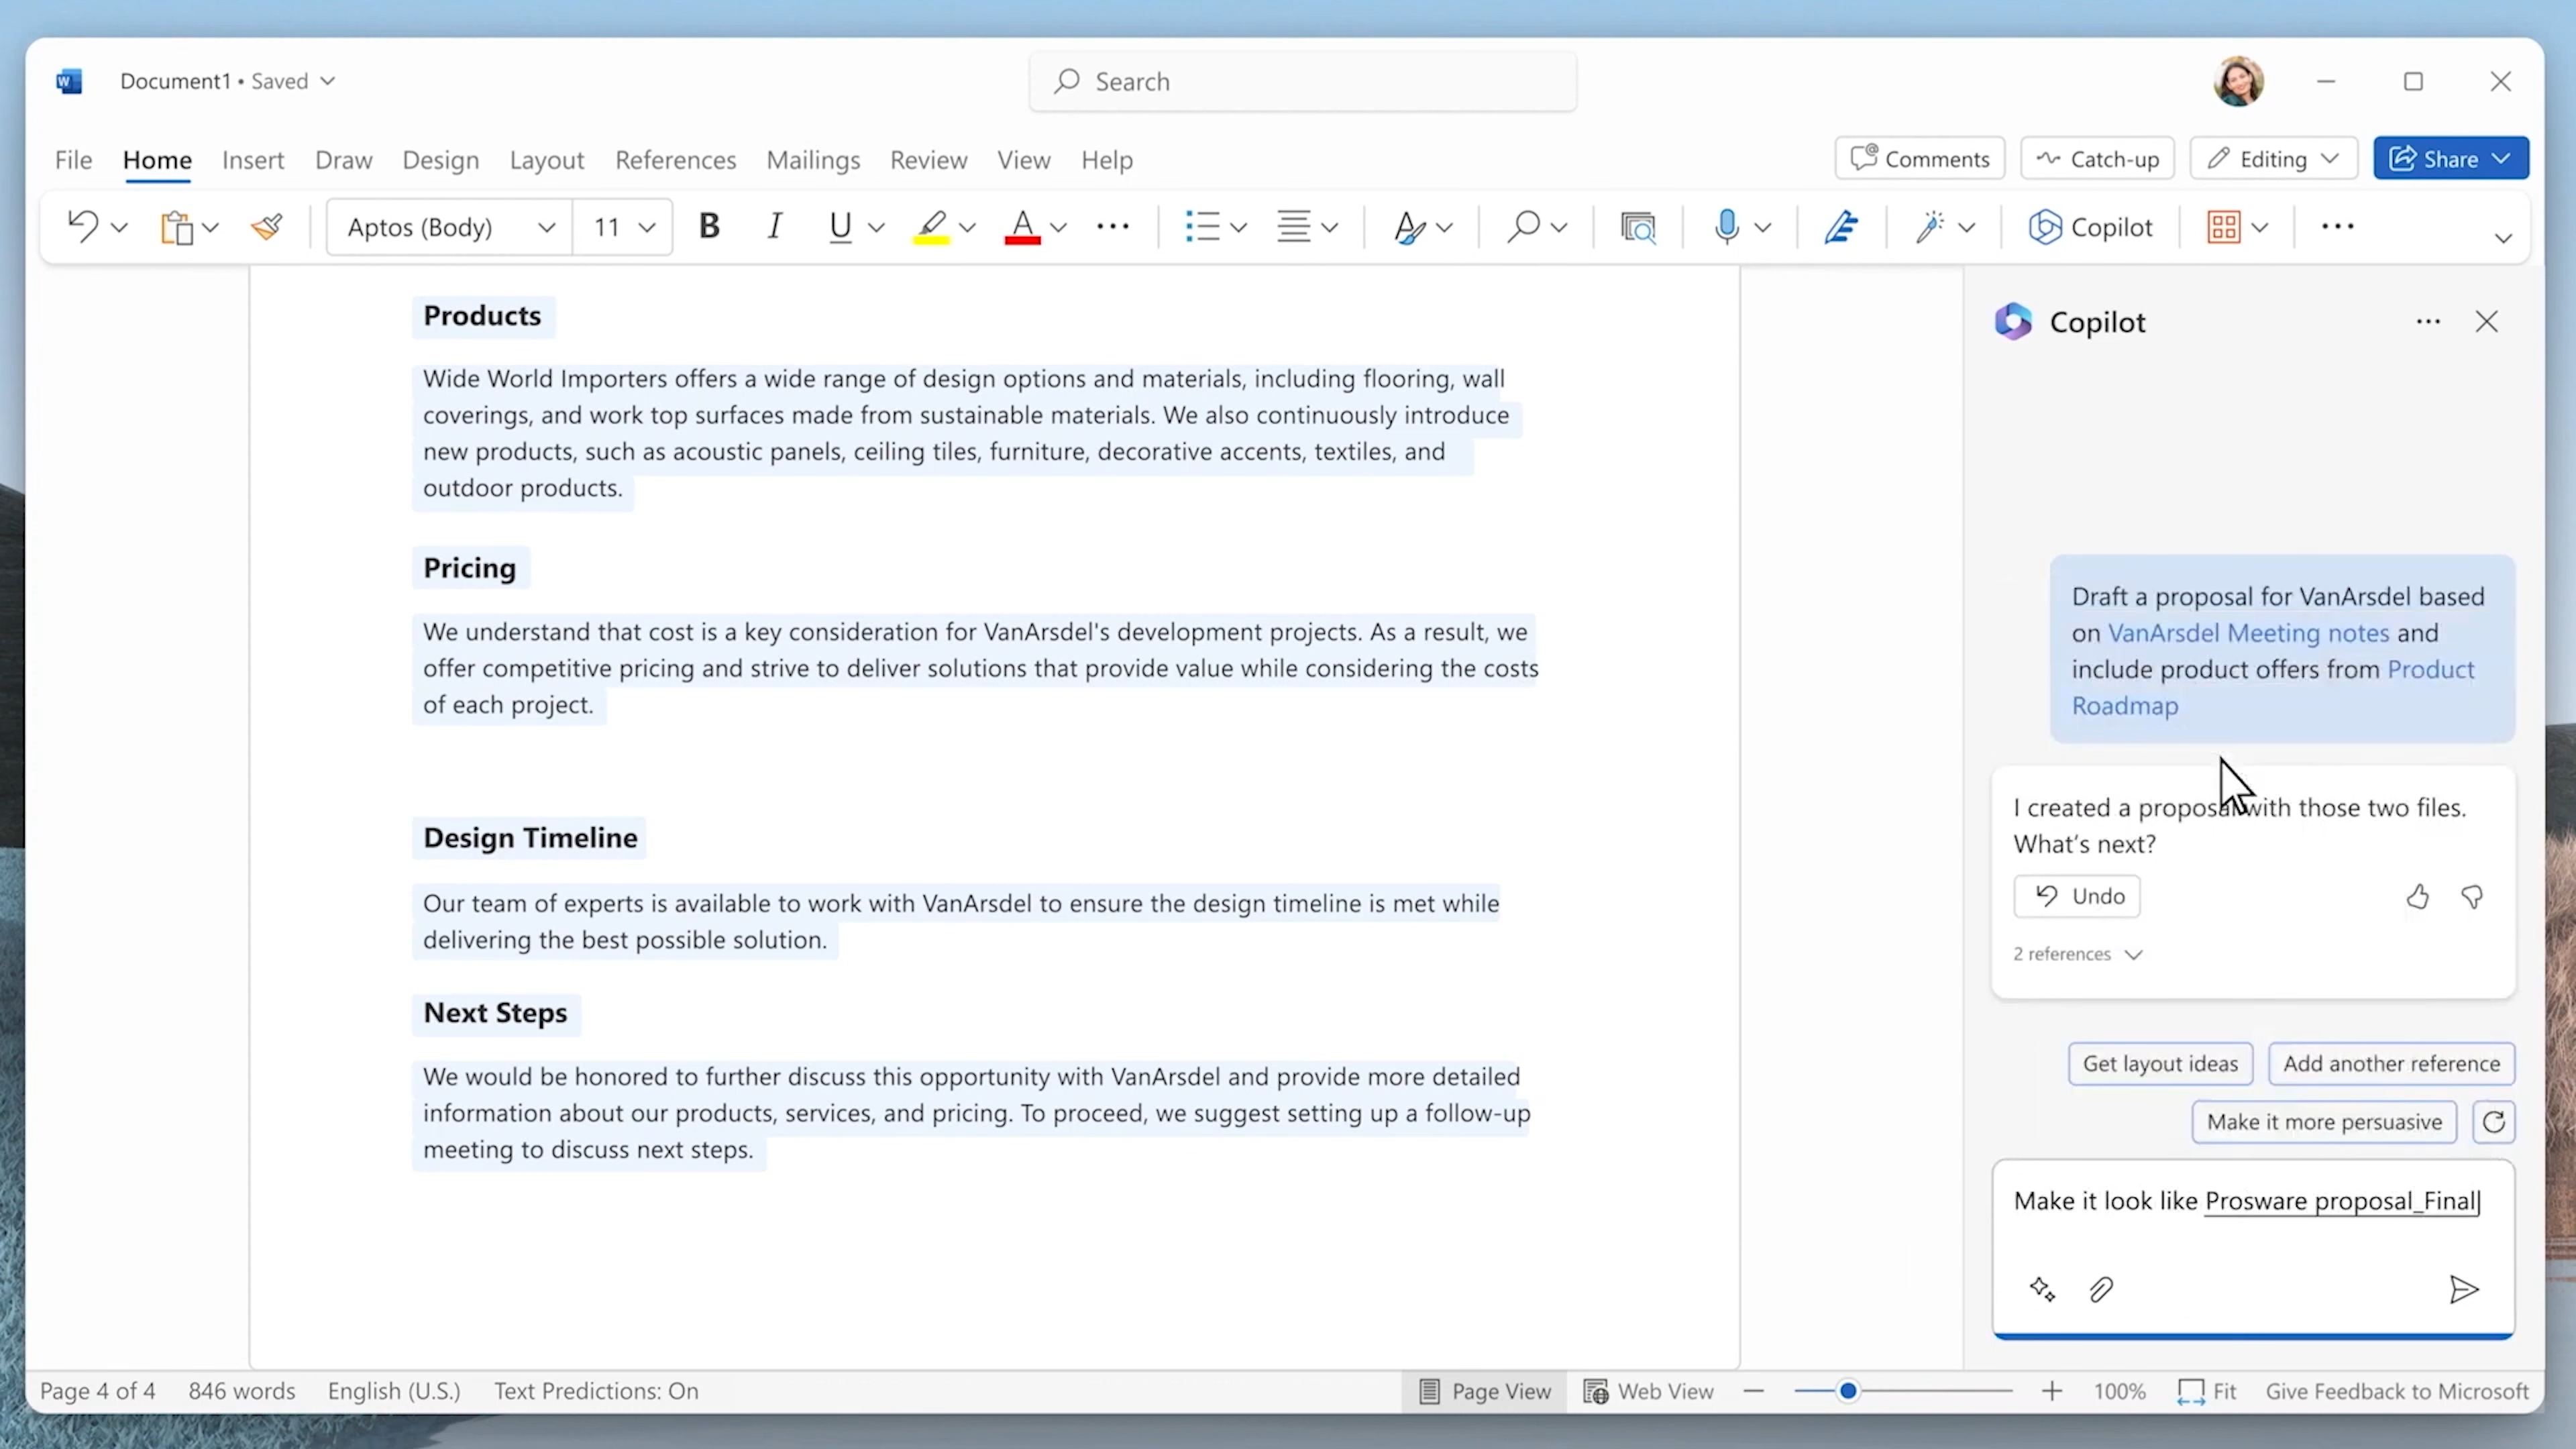 Document1 • Saved
Search
File Home Insert Draw Design Layout References Mailings Review View Help
Comments Catch-up Editing Share
Aptos (Body) 11 B I U A Copilot
Products
Wide World Importers offers a wide range of design options and materials, including flooring, wall
coverings, and work top surfaces made from sustainable materials. We also continuously introduce
new products, such as acoustic panels, ceiling tiles, furniture, decorative accents, textiles, and
outdoor products.
Pricing
We understand that cost is a key consideration for VanArsdel's development projects. As a result, we
offer competitive pricing and strive to deliver solutions that provide value while considering the costs
of each project.
Design Timeline
Our team of experts is available to work with VanArsdel to ensure the design timeline is met while
delivering the best possible solution.
Next Steps
We would be honored to further discuss this opportunity with VanArsdel and provide more detailed
information about our products, services, and pricing. To proceed, we suggest setting up a follow-up
meeting to discuss next steps.
Copilot
Draft a proposal for VanArsdel based
on VanArsdel Meeting notes and
include product offers from Product
Roadmap
I created a proposal with those two files.
What's next?
Undo
2 references
Get layout ideas Add another reference
Make it more persuasive
Make it look like Prosware proposal_Final
Page 4 of 4 846 words English (U.S.) Text Predictions: On Page View Web View 100% Fit Give Feedback to Microsoft